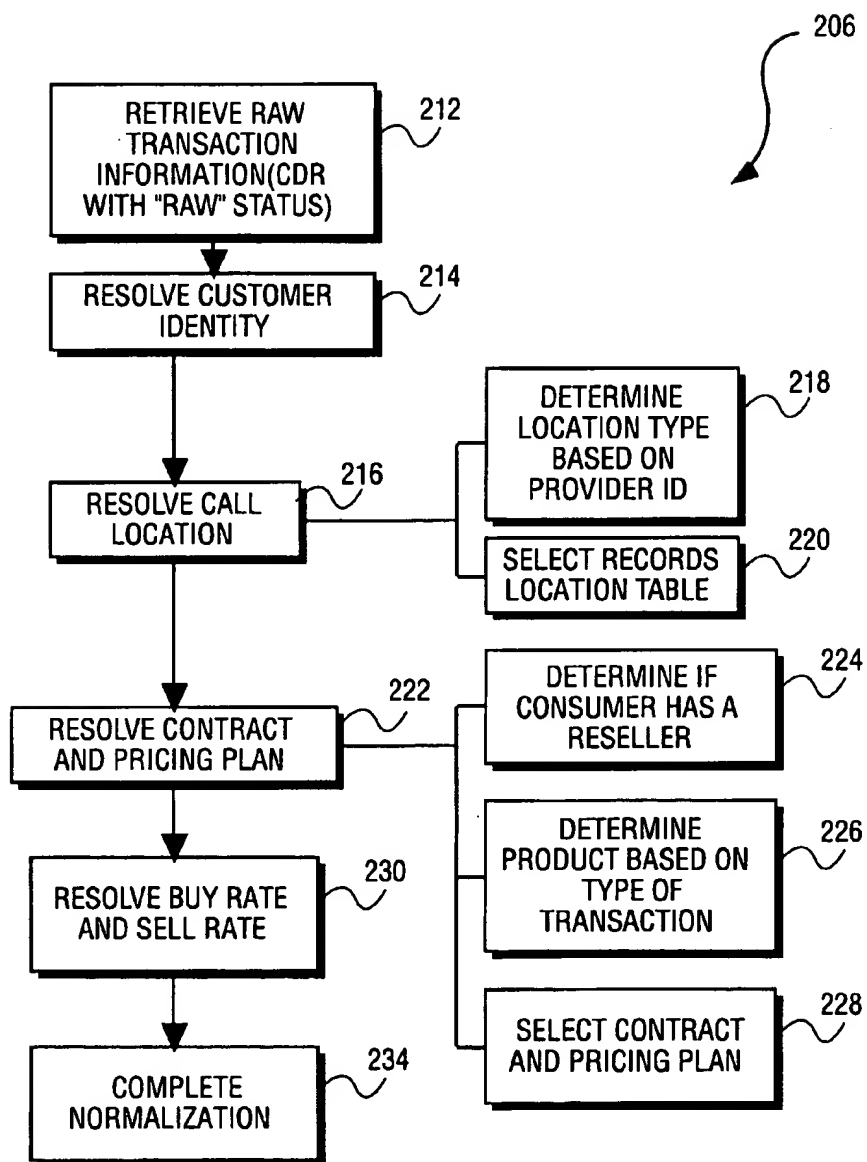 206
RETRIEVE RAW
TRANSACTION
INFORMATION(CDR
WITH "RAW" STATUS)
212
RESOLVE CUSTOMER
IDENTITY
214
RESOLVE CALL
LOCATION
216
DETERMINE
LOCATION TYPE
BASED ON
PROVIDER ID
218
SELECT RECORDS
LOCATION TABLE
220
RESOLVE CONTRACT
AND PRICING PLAN
222
DETERMINE IF
CONSUMER HAS A
RESELLER
224
DETERMINE
PRODUCT BASED ON
TYPE OF
TRANSACTION
226
SELECT CONTRACT
AND PRICING PLAN
228
RESOLVE BUY RATE
AND SELL RATE
230
COMPLETE
NORMALIZATION
234